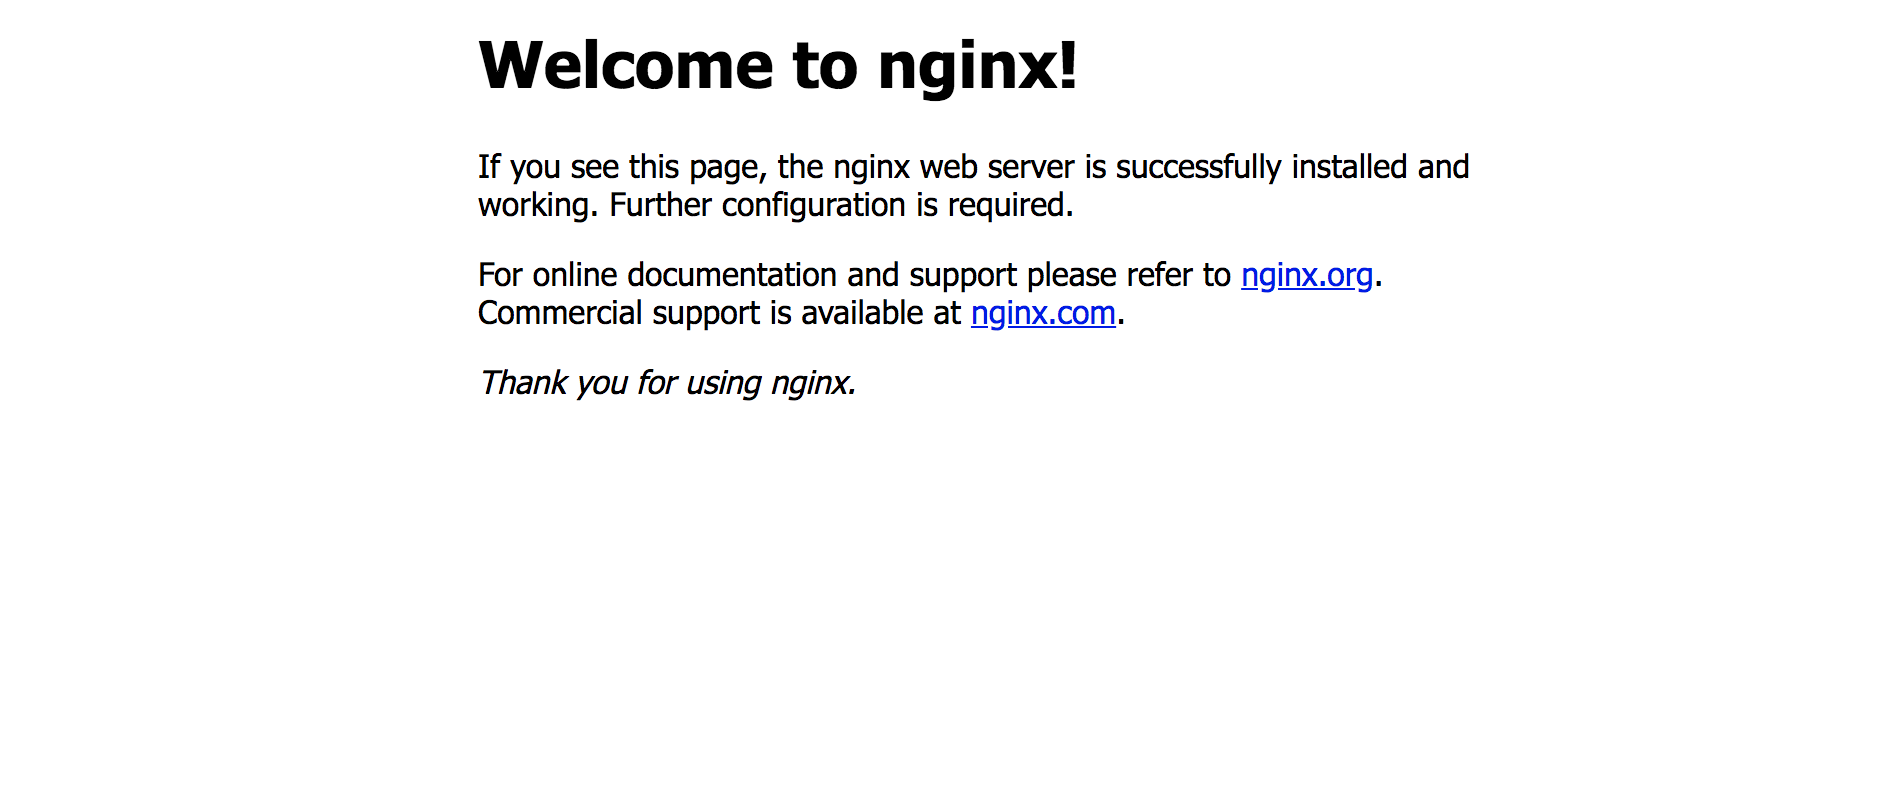 Welcome to nginx!
If you see this page, the nginx web server is successfully installed and
working. Further configuration is required.
For online documentation and support please refer to nginx.org.
Commercial support is available at nginx.com.
Thank you for using nginx.